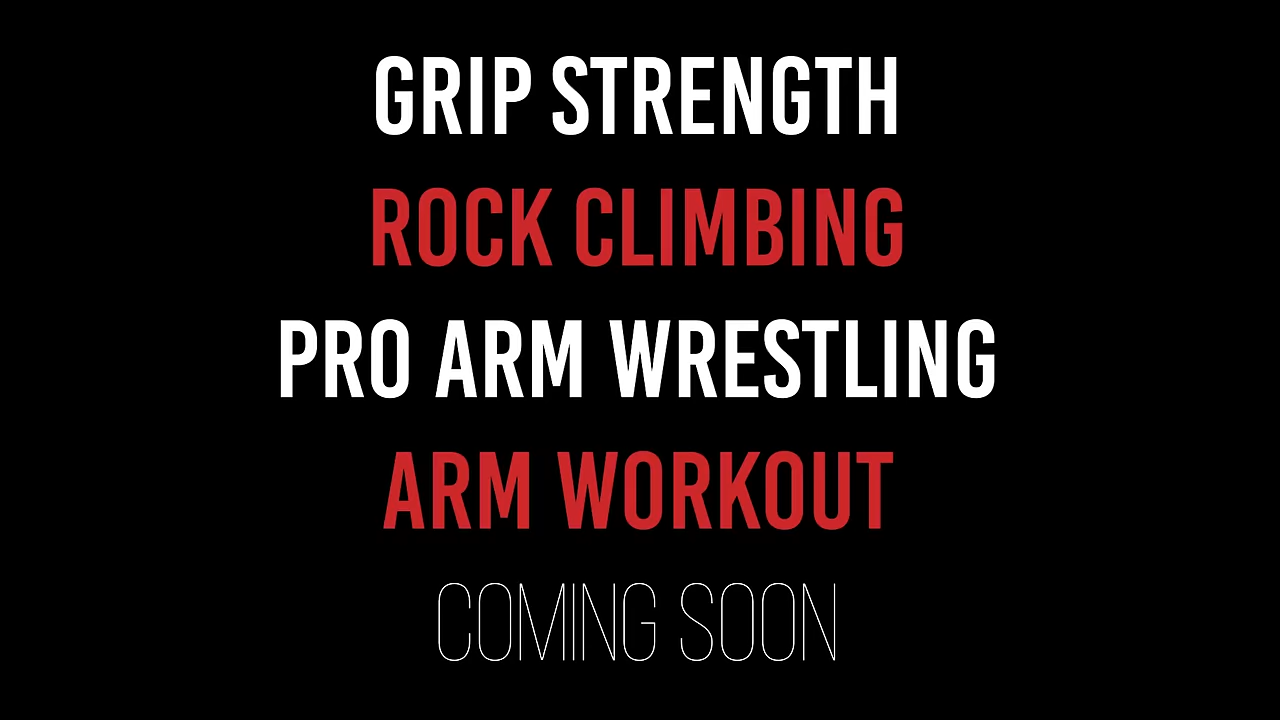 GRIP STRENGTH
ROCK CLIMBING
PRO ARM WRESTLING
ARM WORKOUT
COMING SOON